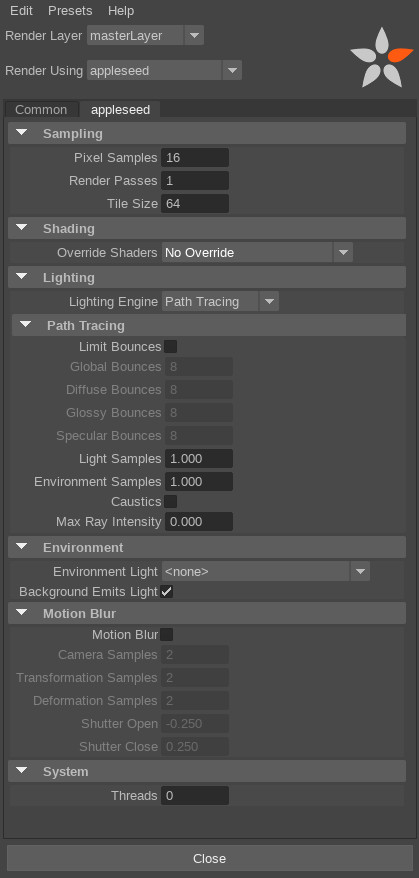 Edit Presets Help
Render Layer masterLayer
Render Using appleseed
Common appleseed
Sampling
Pixel Samples 16
Render Passes 1
Tile Size 64
Shading
Override Shaders No Override
Lighting
Lighting Engine Path Tracing
Path Tracing
Limit Bounces
Global Bounces 8
Diffuse Bounces 8
Glossy Bounces 8
Specular Bounces 8
Light Samples 1.000
Environment Samples 1.000
Caustics
Max Ray Intensity 0.000
Environment
Environment Light <none>
Background Emits Light
Motion Blur
Motion Blur
Camera Samples 2
Transformation Samples 2
Deformation Samples 2
Shutter Open -0.250
Shutter Close 0.250
System
Threads 0
Close